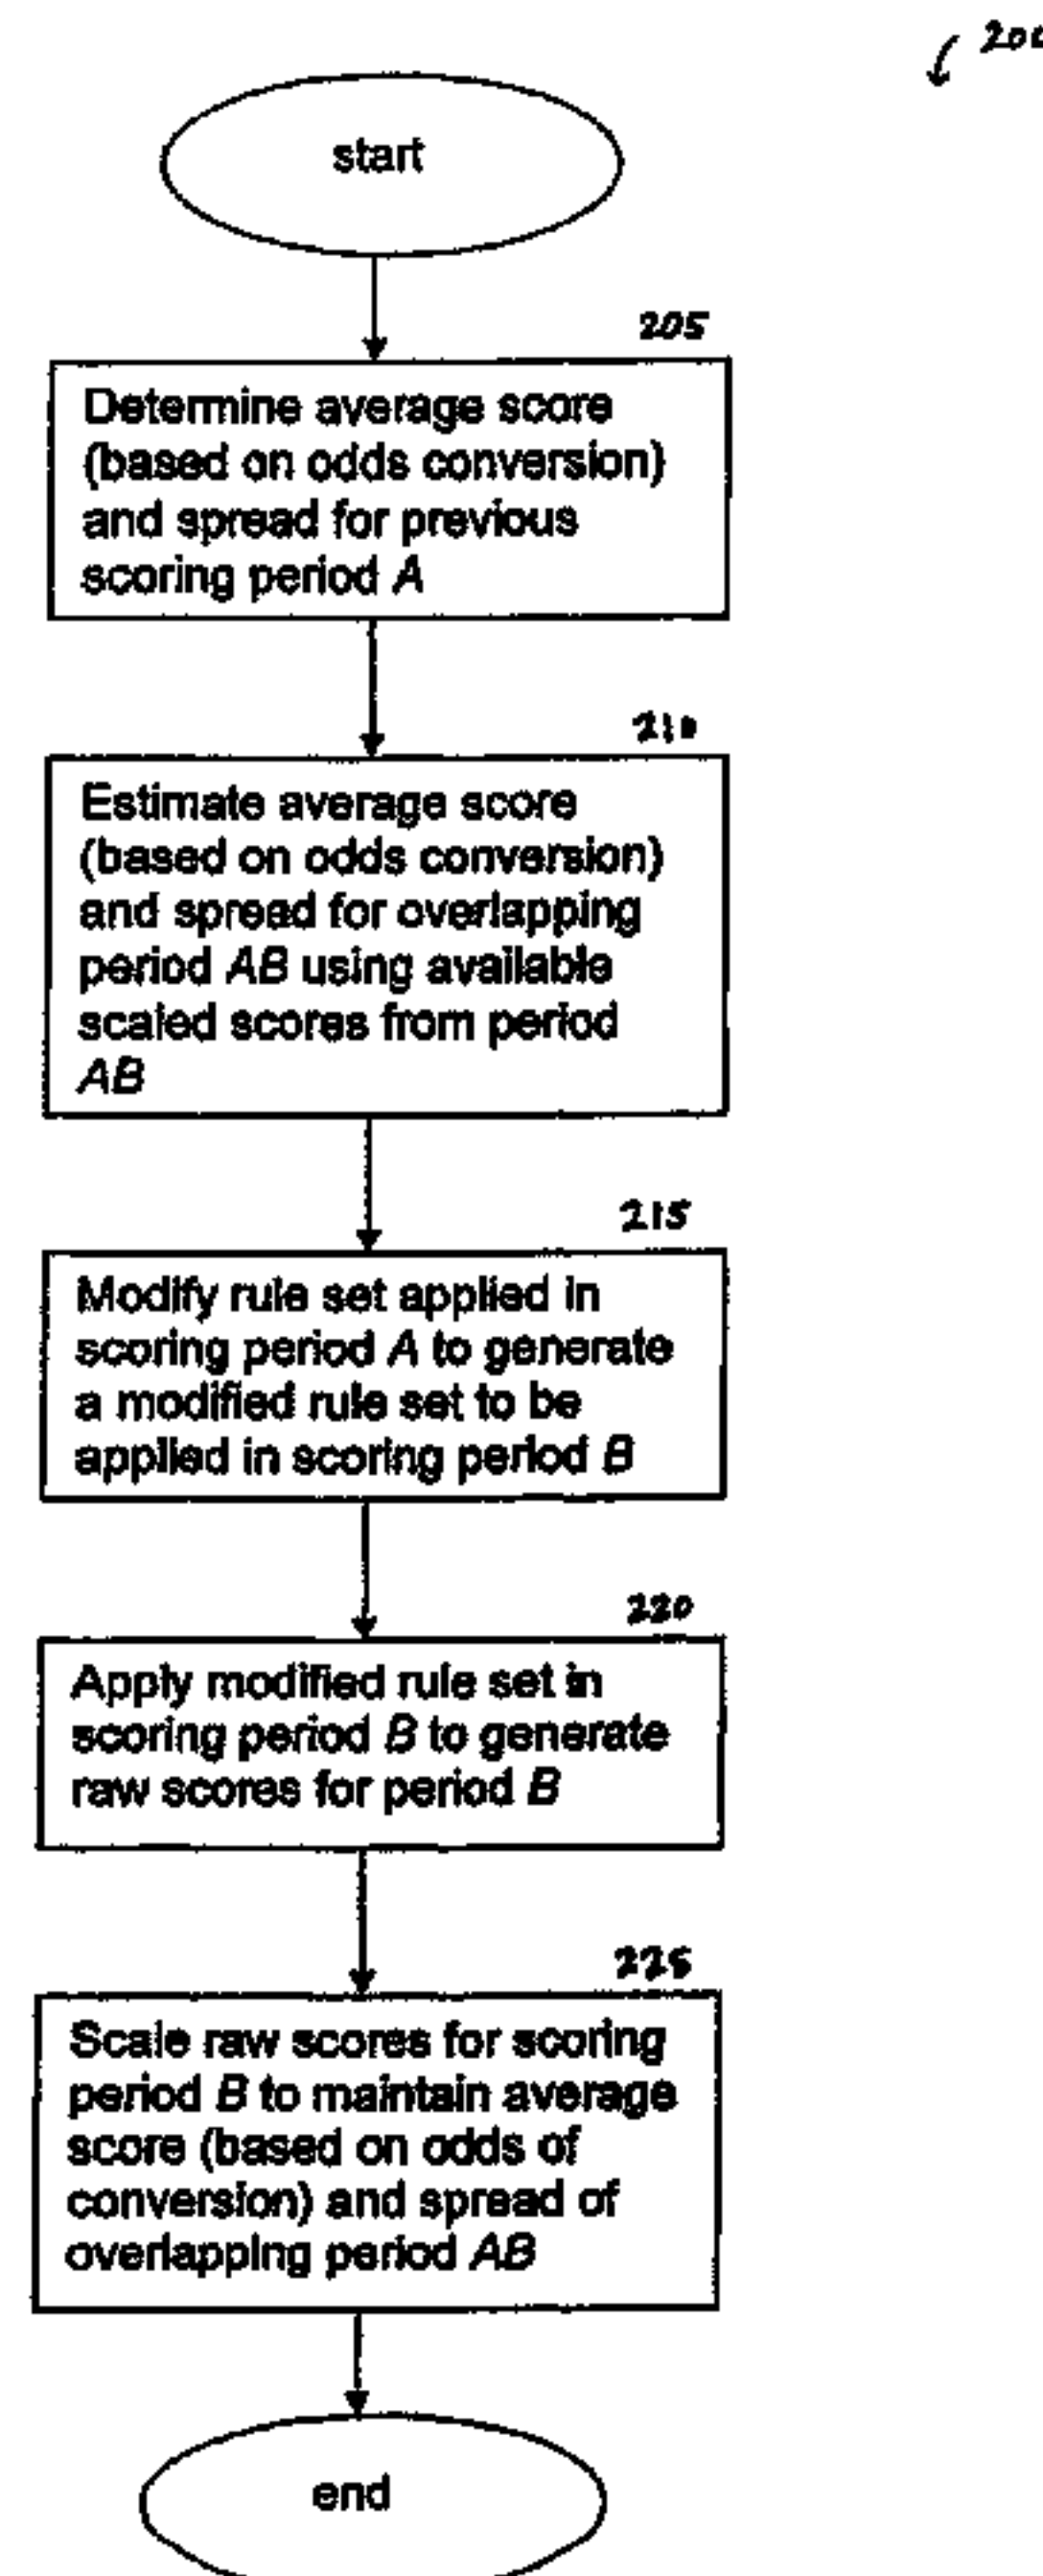 200
start
205
Determine average score
(based on odds conversion)
and spread for previous
scoring period A
210
Estimate average score
(based on odds conversion)
and spread for overlapping
period AB using available
scaled scores from period
AB
215
Modify rule set applied in
scoring period A to generate
a modified rule set to be
applied in scoring period B
220
Apply modified rule set in
scoring period B to generate
raw scores for period B
225
Scale raw scores for scoring
period B to maintain average
score (based on odds of
conversion) and spread of
overlapping period AB
end